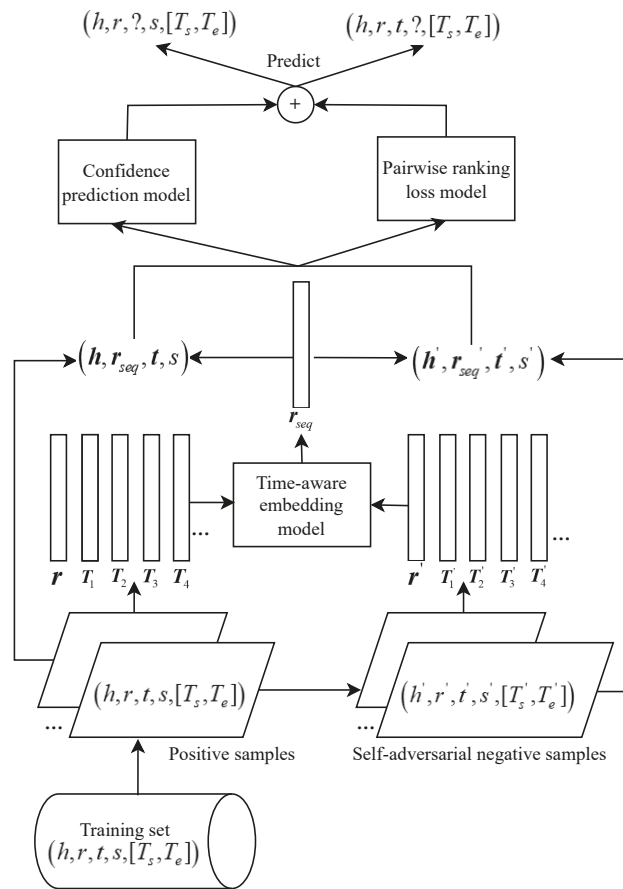 (h, r, ?, s, [T_s, T_e])
(h, r, t, ?, [T_s, T_e])
Predict
+
Confidence
prediction model
Pairwise ranking
loss model
(h, r_seq, t, s)
(h', r_seq', t', s')
r_seq
Time-aware
embedding
model
...
...
r T_1 T_2 T_3 T_4
r' T_1' T_2' T_3' T_4'
(h, r, t, s, [T_s, T_e])
(h', r', t', s', [T_s', T_e'])
...
...
Positive samples
Self-adversarial negative samples
Training set
(h, r, t, s, [T_s, T_e])